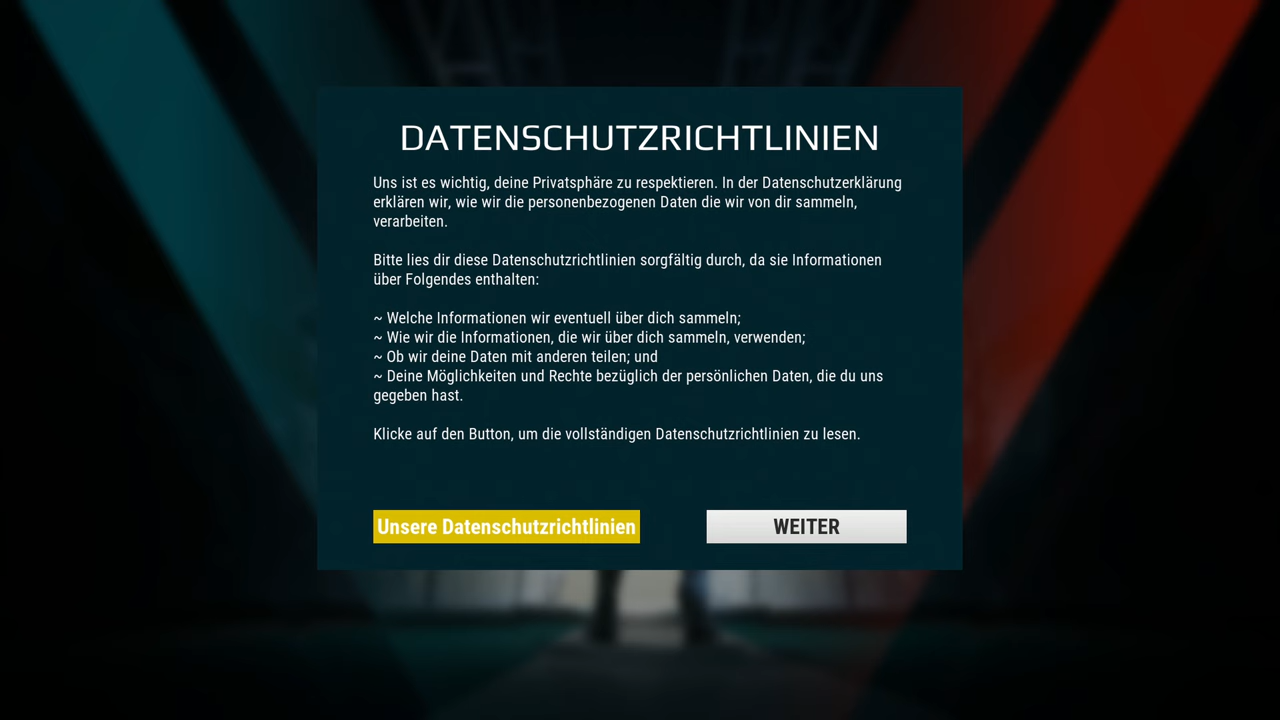 DATENSCHUTZRICHTLINIEN
Uns ist es wichtig, deine Privatsphäre zu respektieren. In der Datenschutzerklärung
erklären wir, wie wir die personenbezogenen Daten die wir von dir sammeln,
verarbeiten.
Bitte lies dir diese Datenschutzrichtlinien sorgfältig durch, da sie Informationen
über Folgendes enthalten:
~ Welche Informationen wir eventuell über dich sammeln;
~ Wie wir die Informationen, die wir über dich sammeln, verwenden;
~ Ob wir deine Daten mit anderen teilen; und
~ Deine Möglichkeiten und Rechte bezüglich der persönlichen Daten, die du uns
gegeben hast.
Klicke auf den Button, um die vollständigen Datenschutzrichtlinien zu lesen.
Unsere Datenschutzrichtlinien
WEITER